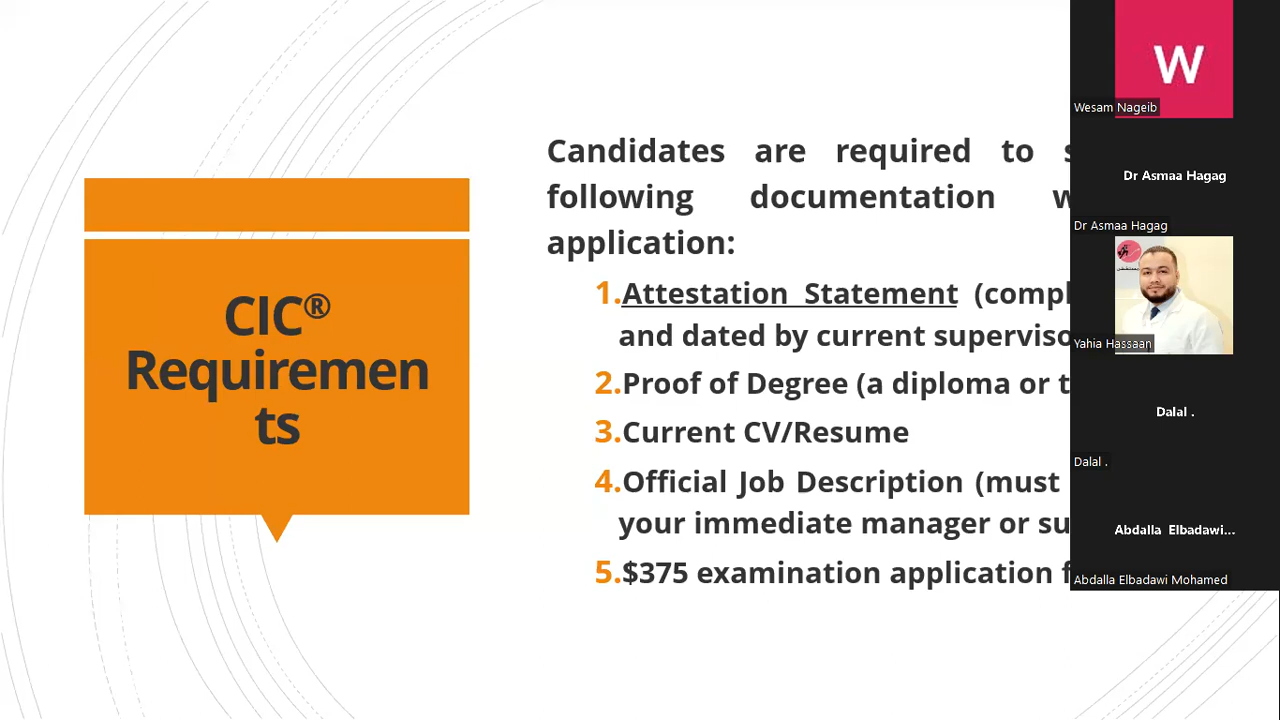 CIC®
Requiremen
ts
Candidates are required to
following documentation
application:
1.Attestation Statement
and dated by current
2.Proof of Degree (a diploma or
3.Current CV/Resume
4.Official Job Description (must
your immediate manager or
5.$375 examination application
W
Wesam Nageib
Dr Asmaa Hagag
Dr Asmaa Hagag
Yahia Hassaan
Dalal .
Dalal .
Abdalla Elbadawi...
Abdalla Elbadawi Mohamed